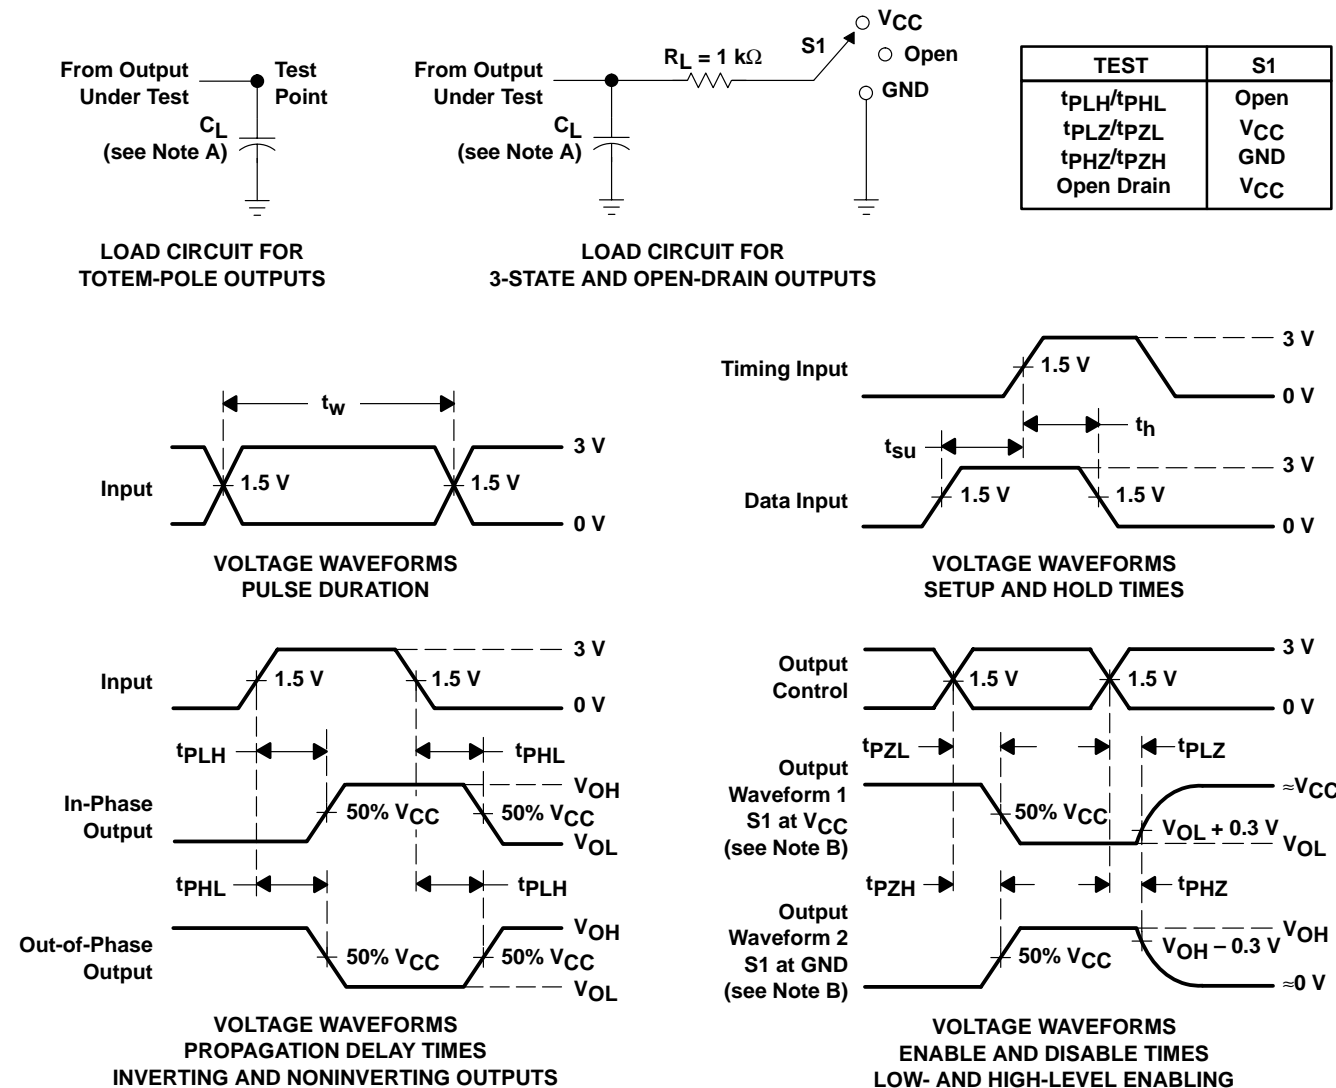 From Output
Under Test
Test
Point
CL
(see Note A)
LOAD CIRCUIT FOR
TOTEM-POLE OUTPUTS
From Output
Under Test
CL
(see Note A)
RL = 1 kΩ
S1
VCC
Open
GND
LOAD CIRCUIT FOR
3-STATE AND OPEN-DRAIN OUTPUTS
TEST S1
tPLH/tPHL Open
tPLZ/tPZL VCC
tPHZ/tPZH GND
Open Drain VCC
tw
Input
1.5 V
1.5 V
3 V
0 V
VOLTAGE WAVEFORMS
PULSE DURATION
Timing Input
1.5 V
3 V
0 V
tsu
th
Data Input
1.5 V
1.5 V
3 V
0 V
VOLTAGE WAVEFORMS
SETUP AND HOLD TIMES
Input
1.5 V
1.5 V
3 V
0 V
tPLH
tPHL
In-Phase
Output
50% VCC
50% VCC
VOH
VOL
tPHL
tPLH
Out-of-Phase
Output
50% VCC
50% VCC
VOH
VOL
VOLTAGE WAVEFORMS
PROPAGATION DELAY TIMES
INVERTING AND NONINVERTING OUTPUTS
Output
Control
1.5 V
1.5 V
3 V
0 V
tPZL
tPLZ
Output
Waveform 1
S1 at VCC
(see Note B)
50% VCC
VOL + 0.3 V
≈VCC
VOL
tPZH
tPHZ
Output
Waveform 2
S1 at GND
(see Note B)
50% VCC
VOH – 0.3 V
VOH
≈0 V
VOLTAGE WAVEFORMS
ENABLE AND DISABLE TIMES
LOW- AND HIGH-LEVEL ENABLING